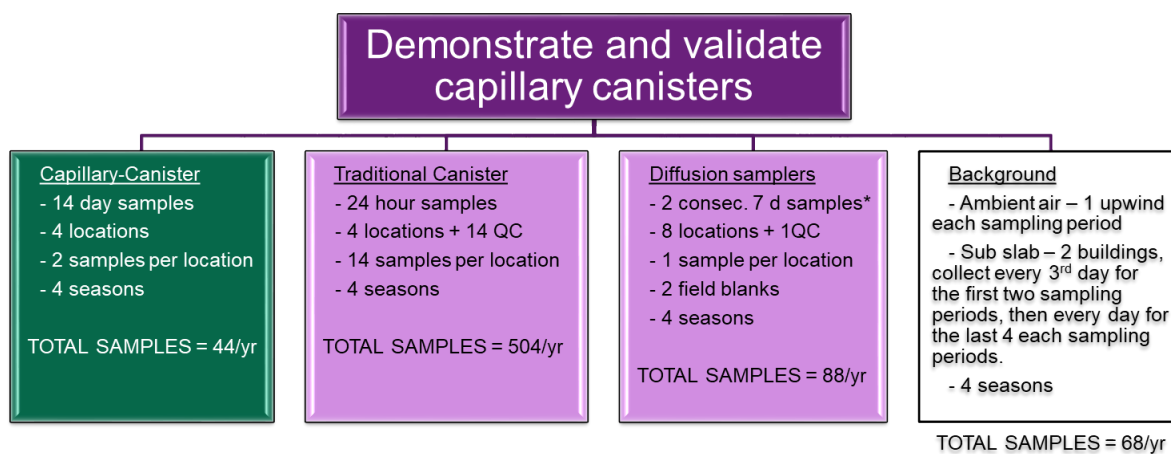 Demonstrate and validate
capillary canisters
Capillary-Canister
- 14 day samples
- 4 locations
- 2 samples per location
- 4 seasons
TOTAL SAMPLES = 44/yr
Traditional Canister
- 24 hour samples
- 4 locations + 14 QC
- 14 samples per location
- 4 seasons
TOTAL SAMPLES = 504/yr
Diffusion samplers
- 2 consec. 7 d samples*
- 8 locations + 1QC
- 1 sample per location
- 2 field blanks
- 4 seasons
TOTAL SAMPLES = 88/yr
Background
- Ambient air – 1 upwind
each sampling period
- Sub slab – 2 buildings,
collect every 3rd day for
the first two sampling
periods, then every day for
the last 4 each sampling
periods.
- 4 seasons
TOTAL SAMPLES = 68/yr